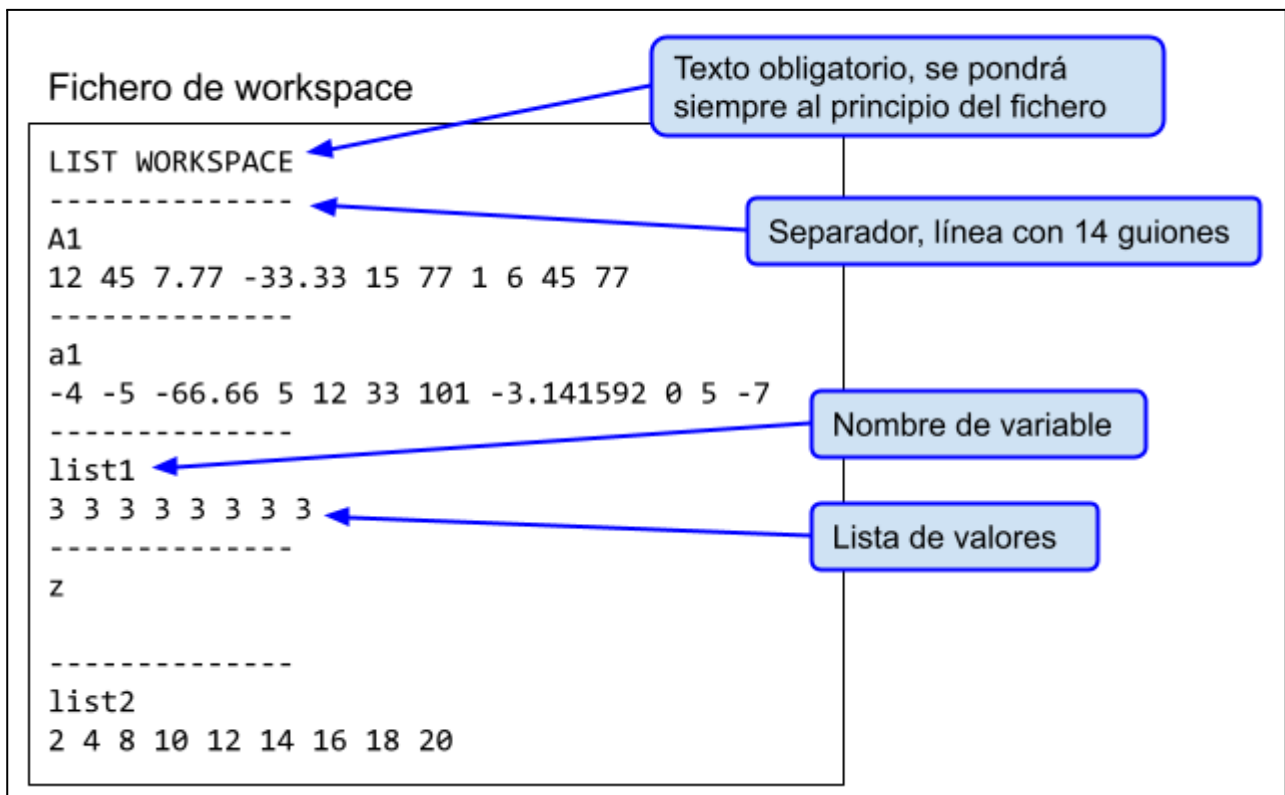 Fichero de workspace
Texto obligatorio, se pondrá
siempre al principio del fichero
LIST WORKSPACE
--------------
Separador, línea con 14 guiones
A1
12 45 7.77 -33.33 15 77 1 6 45 77
--------------
a1
-4 -5 -66.66 5 12 33 101 -3.141592 0 5 -7
--------------
Nombre de variable
list1
3 3 3 3 3 3 3 3
Lista de valores
--------------
z
--------------
list2
2 4 8 10 12 14 16 18 20